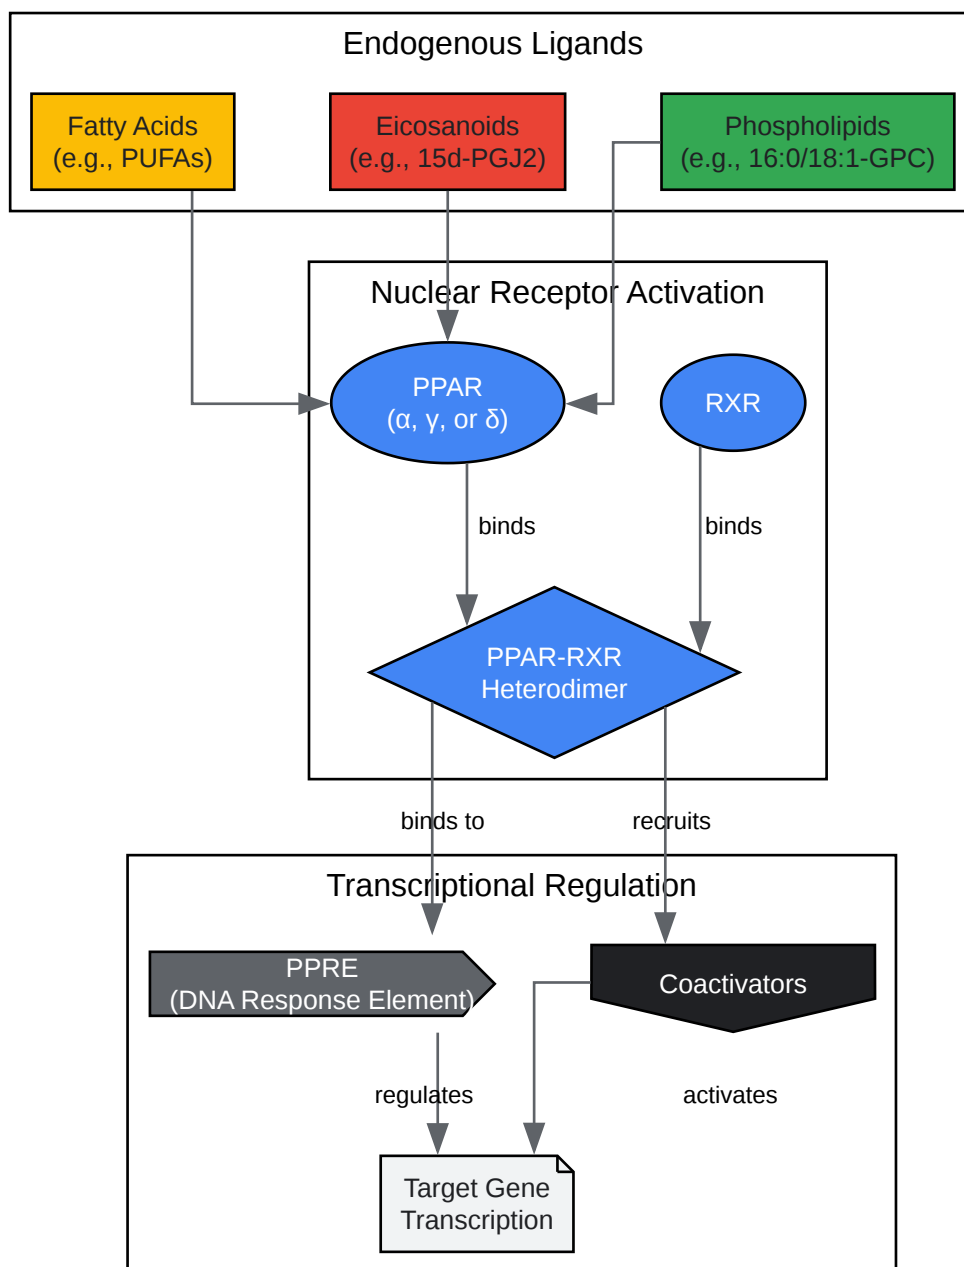 Endogenous Ligands
Fatty Acids
(e.g., PUFAs)
Eicosanoids
(e.g., 15d-PGJ2)
Phospholipids
(e.g., 16:0/18:1-GPC)
Nuclear Receptor Activation
PPAR
(α, γ, or δ)
RXR
binds
binds
PPAR-RXR
Heterodimer
binds to
recruits
Transcriptional Regulation
PPRE
(DNA Response Element)
Coactivators
regulates
activates
Target Gene
Transcription